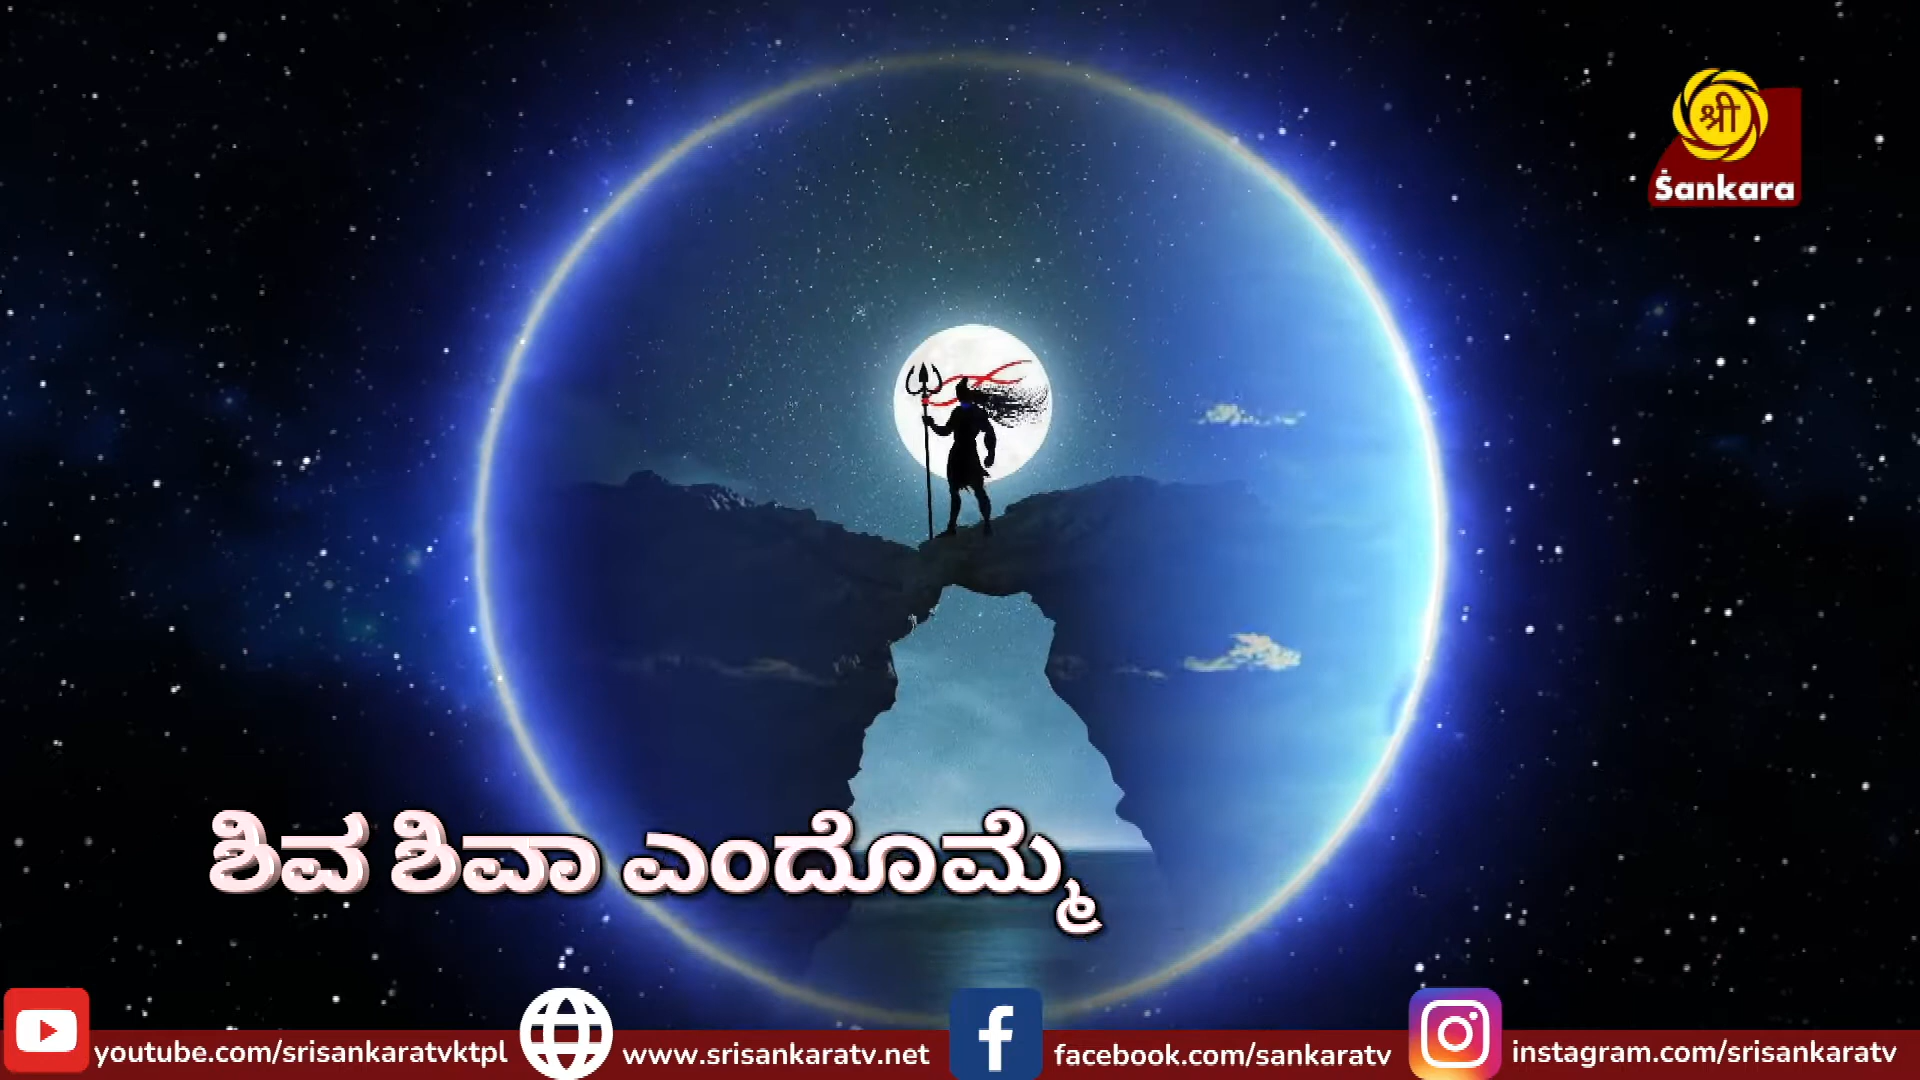 श्री
Śankara
ಶಿವ ಶಿವಾ ಎಂದೊಮ್ಮೆ
youtube.com/srisankaratvktpl www.srisankaratv.net facebook.com/sankaratv instagram.com/srisankaratv